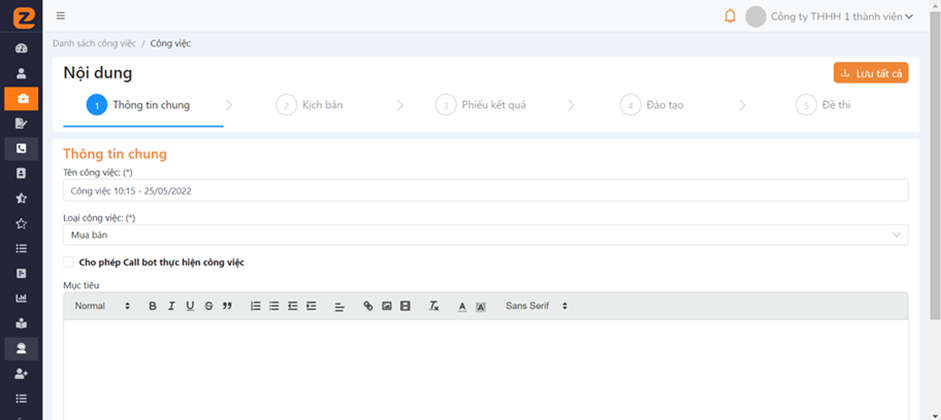 Công ty THHH 1 thành viên
Danh sách công việc / Công việc
Nội dung
Lưu tất cả
1 Thông tin chung
2 Kịch bản
3 Phiếu kết quả
4 Đào tạo
5 Đề thi
Thông tin chung
Tên công việc: (*)
Công việc 10:15 - 25/05/2022
Loại công việc: (*)
Mua bán
Cho phép Call bot thực hiện công việc
Mục tiêu
Normal B I U S Sans Serif